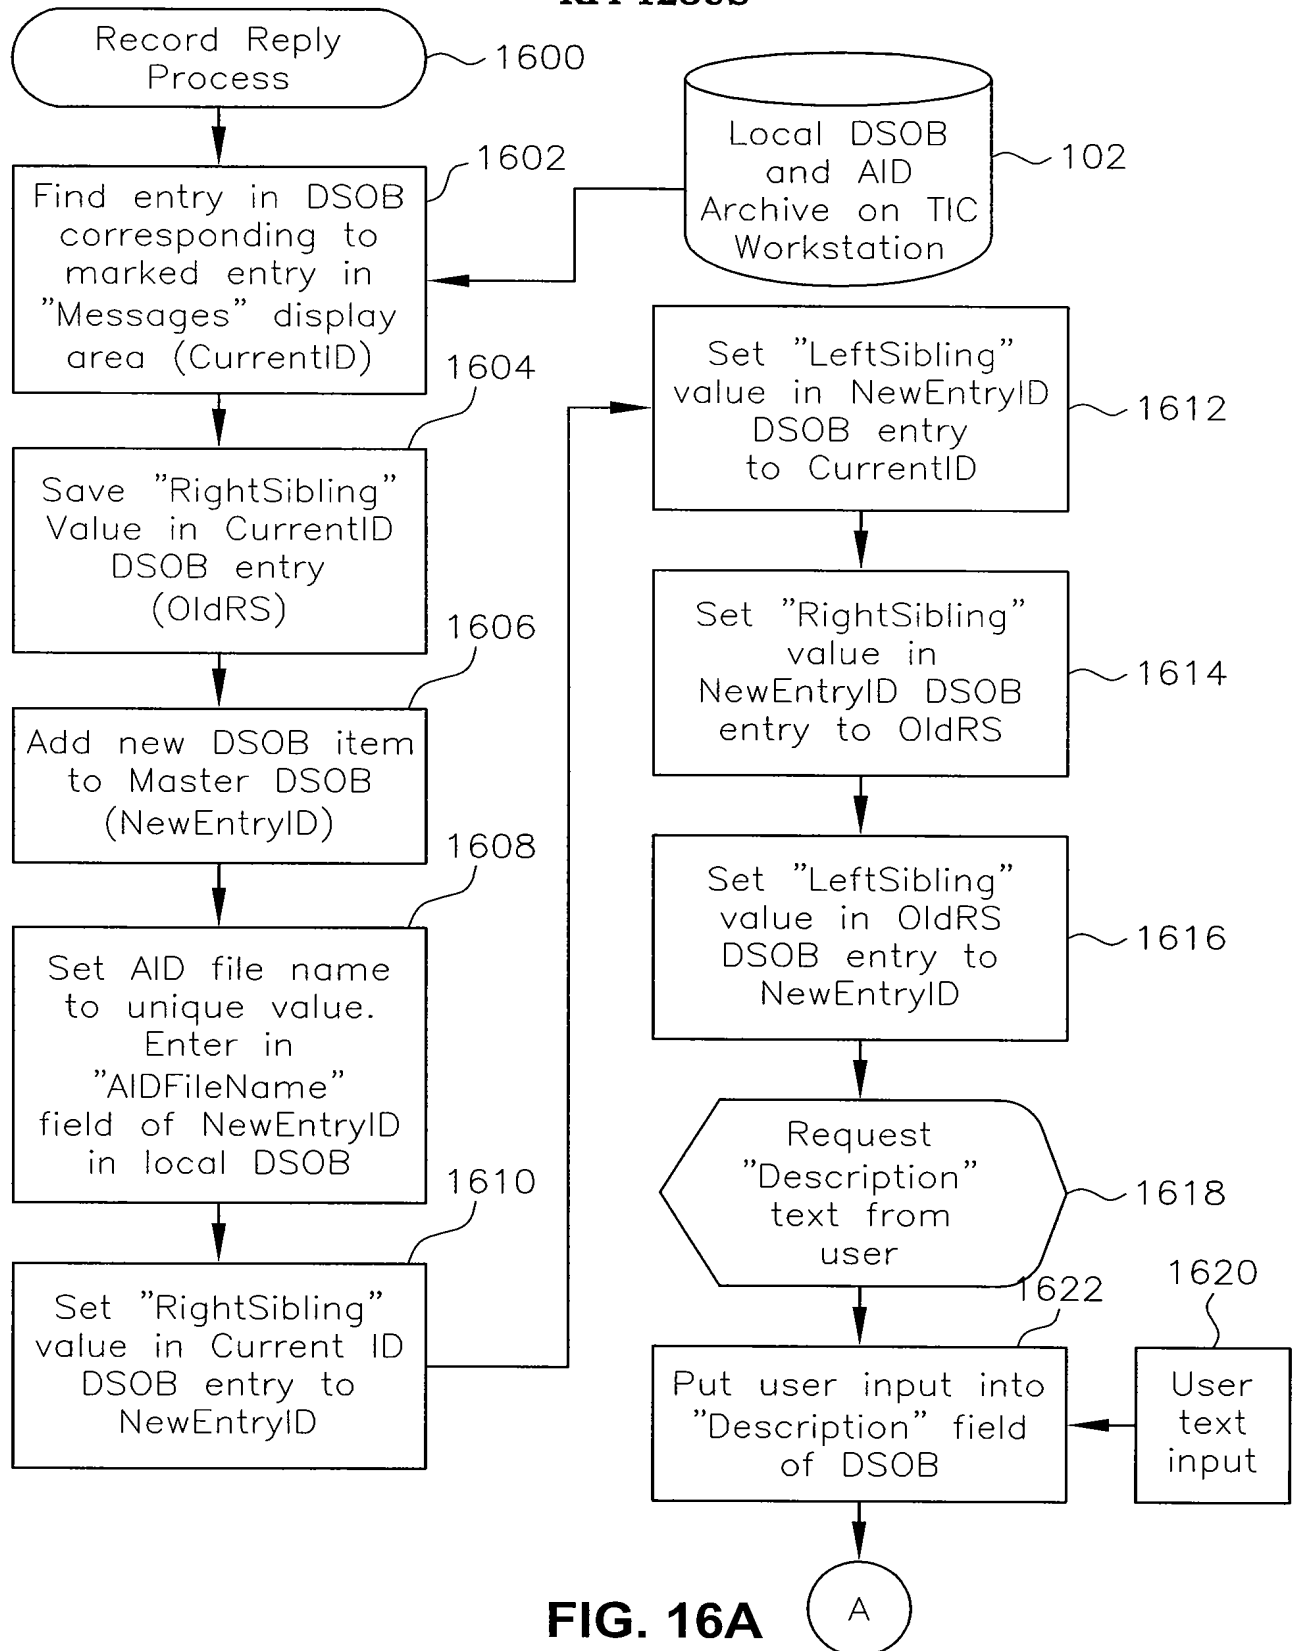 Record Reply
Process
1600
Find entry in DSOB
corresponding to
marked entry in
"Messages" display
area (CurrentID)
1602
Local DSOB
and AID
Archive on TIC
Workstation
102
Save "RightSibling"
Value in CurrentID
DSOB entry
(OldRS)
1604
Add new DSOB item
to Master DSOB
(NewEntryID)
1606
Set AID file name
to unique value.
Enter in
"AIDFileName"
field of NewEntryID
in local DSOB
1608
Set "RightSibling"
value in Current ID
DSOB entry to
NewEntryID
1610
Set "LeftSibling"
value in NewEntryID
DSOB entry
to CurrentID
1612
Set "RightSibling"
value in
NewEntryID DSOB
entry to OldRS
1614
Set "LeftSibling"
value in OldRS
DSOB entry to
NewEntryID
1616
Request
"Description"
text from
user
1618
Put user input into
"Description" field
of DSOB
1622
User
text
input
1620
A
FIG. 16A